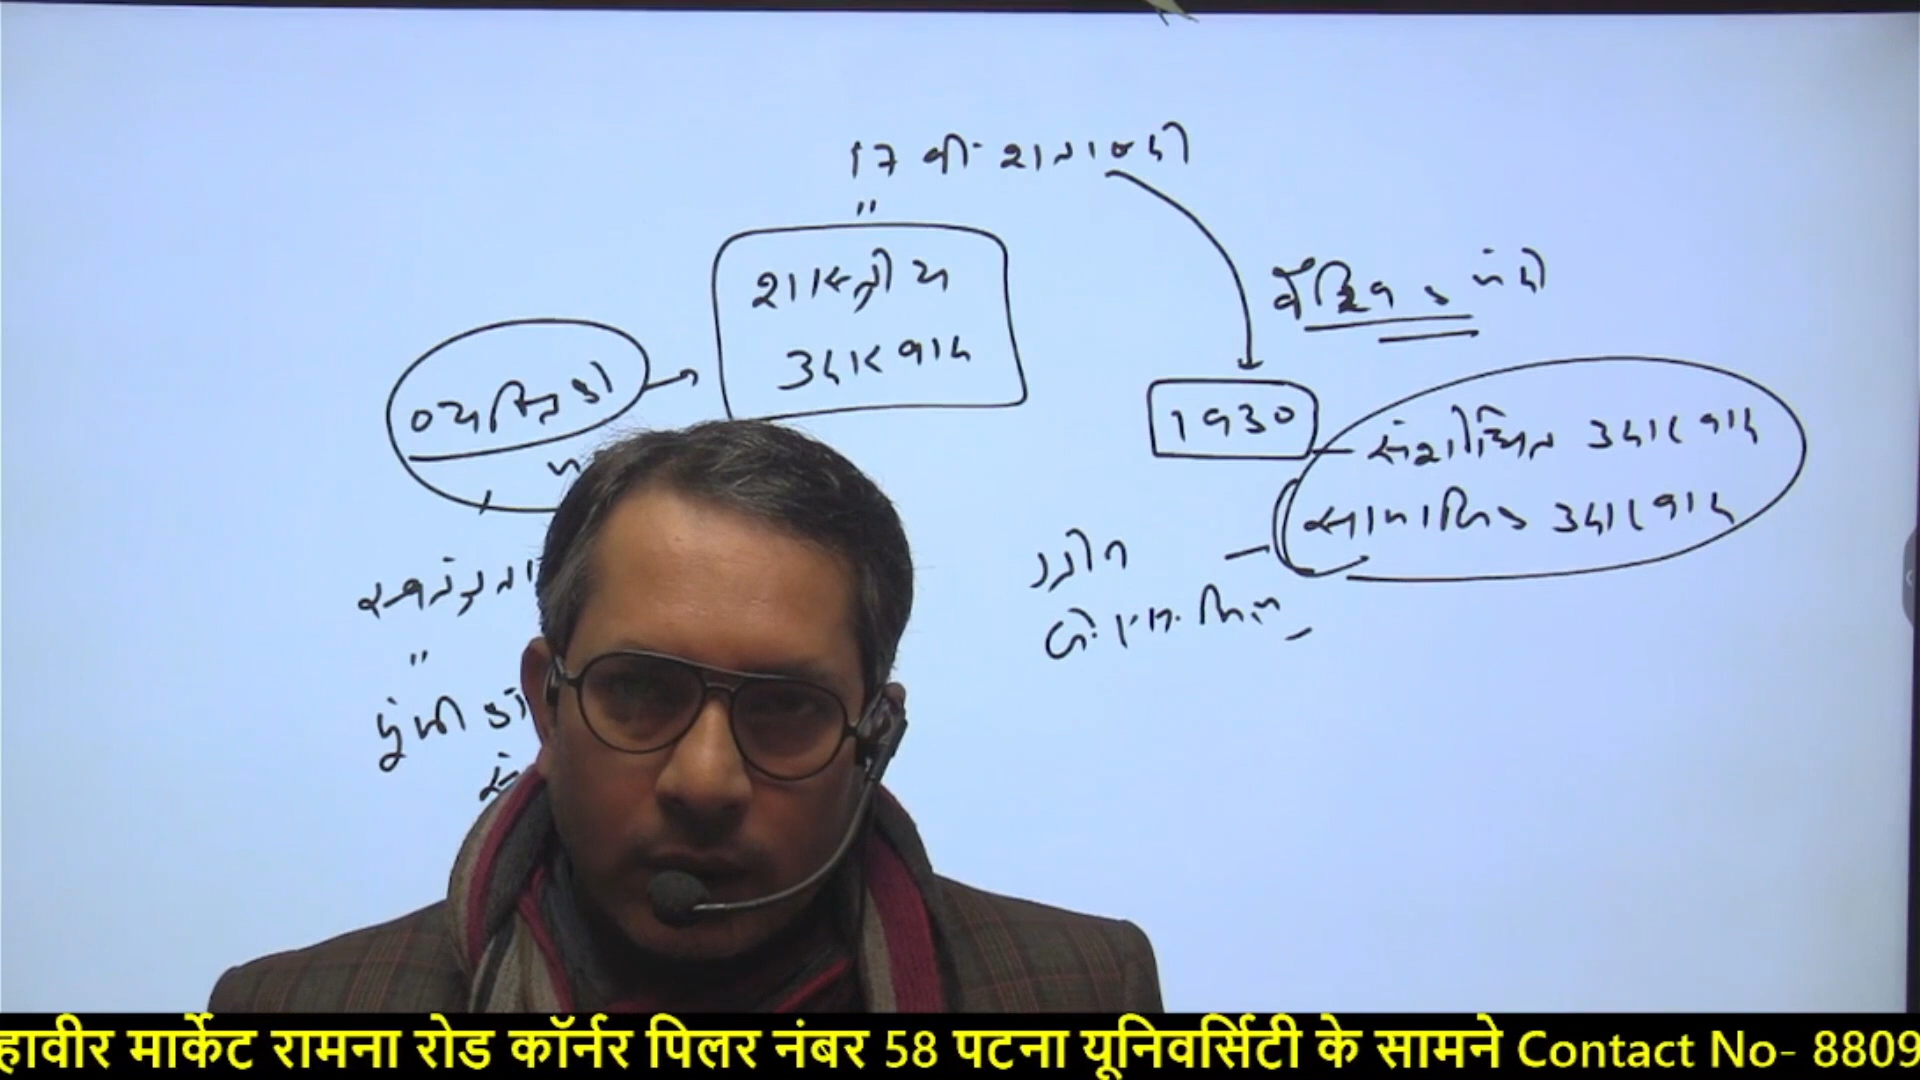 17 वी शताब्दी
"
शास्त्रीय
उदारवाद
व्यक्ति को
वैश्विक मंदी
1930
संशोधित उदारवाद
सामाजिक उदारवाद
ग्रीन
जे. एस. मिल
स्वतंत्रता
"
पूंजी को
हावीर मार्केट रामना रोड कॉर्नर पिलर नंबर 58 पटना यूनिवर्सिटी के सामने Contact No- 8809